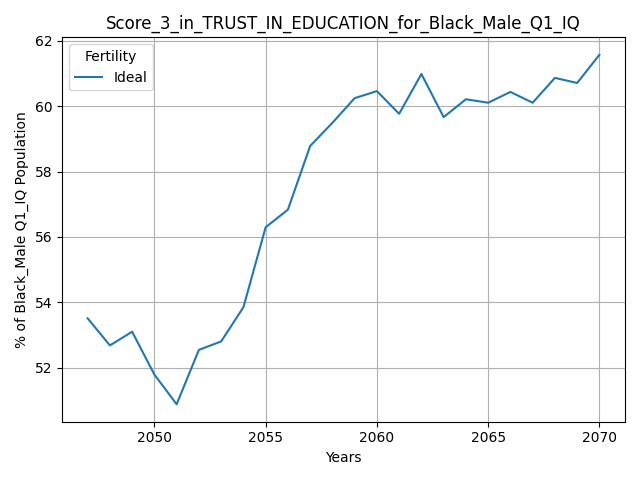 Score_3_in_TRUST_IN_EDUCATION_for_Black_Male_Q1_IQ
Fertility
Ideal
% of Black_Male Q1_IQ Population
62
60
58
56
54
52
2050
2055
2060
2065
2070
Years